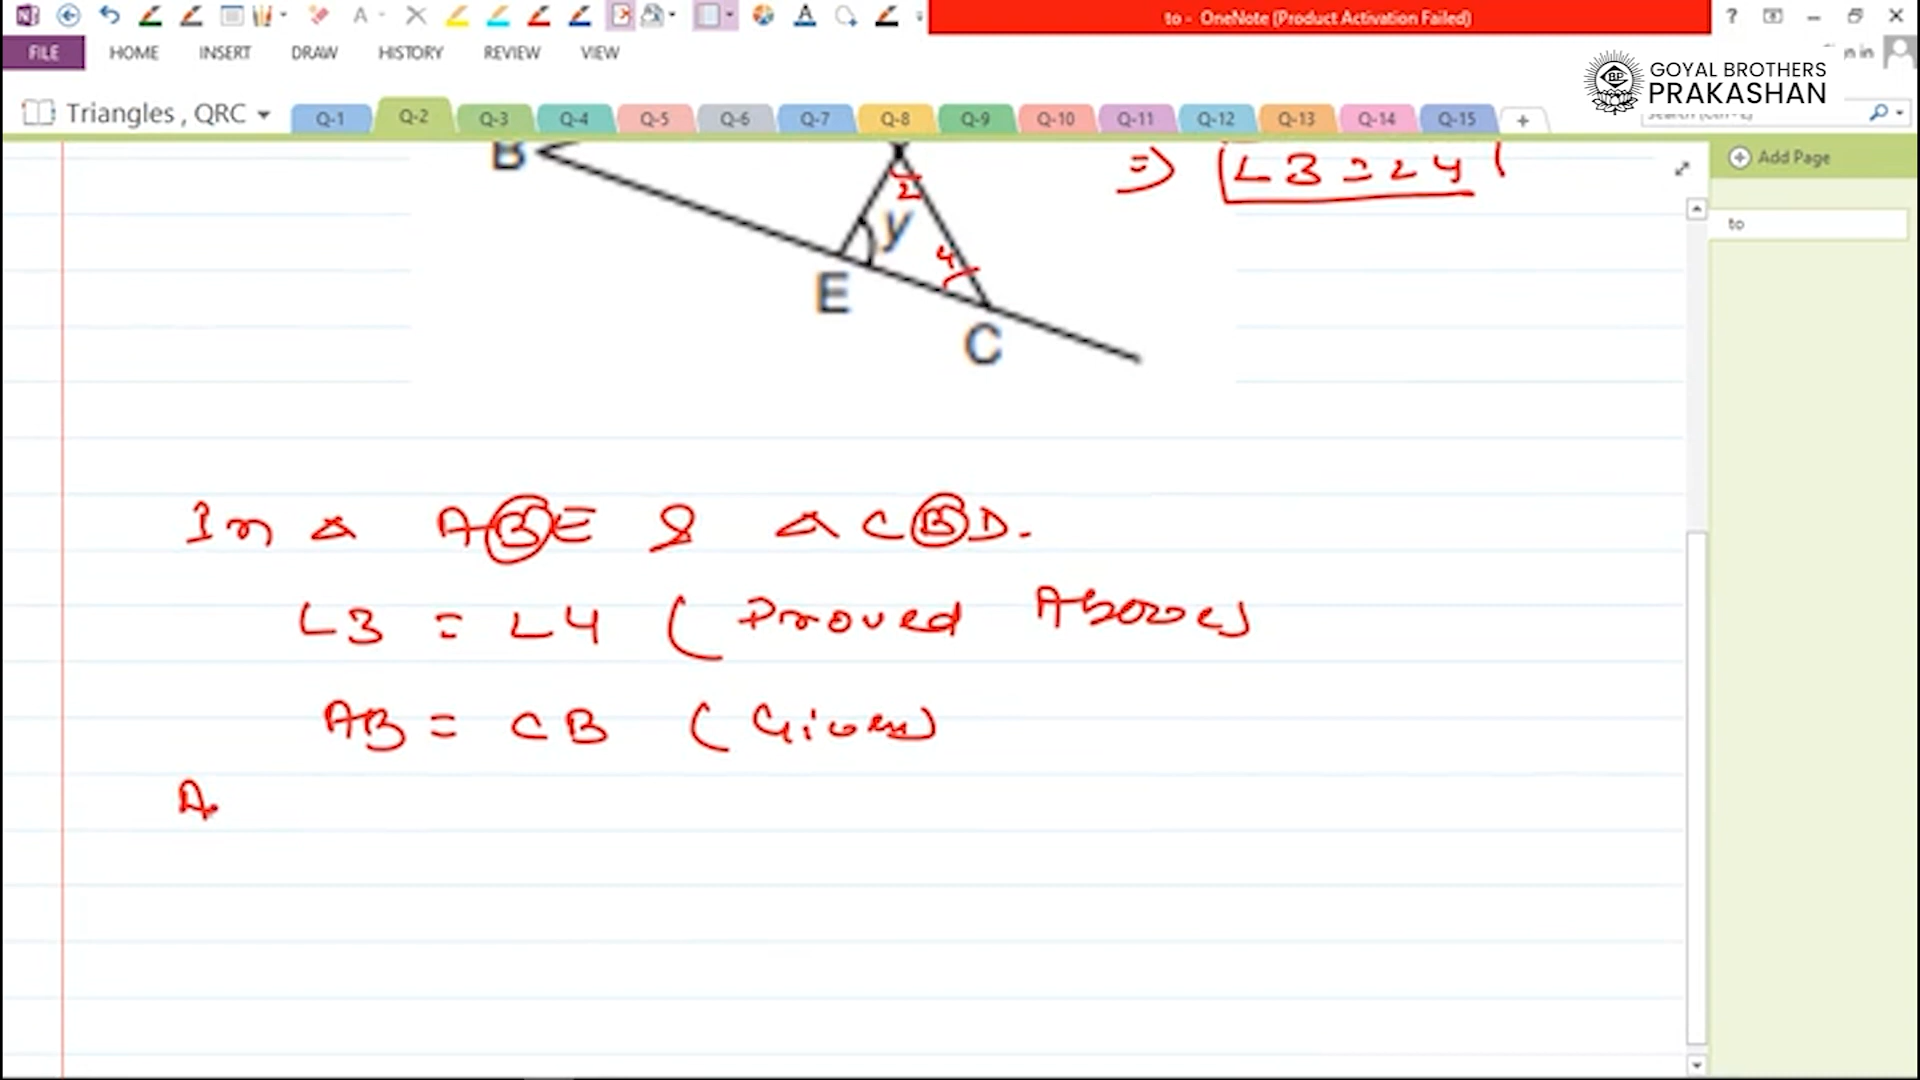 to - OneNote (Product Activation Failed)
FILE HOME INSERT DRAW HISTORY REVIEW VIEW
GOYAL BROTHERS
PRAKASHAN
Triangles , QRC Q-1 Q-2 Q-3 Q-4 Q-5 Q-6 Q-7 Q-8 Q-9 Q-10 Q-11 Q-12 Q-13 Q-14 Q-15
Add Page
to
B
⇒ ∠3 = ∠4
2
y
4
E
C
In △ ABE & △ CBD.
∠3 = ∠4 (Proved Above)
AB = CB (Given)
A